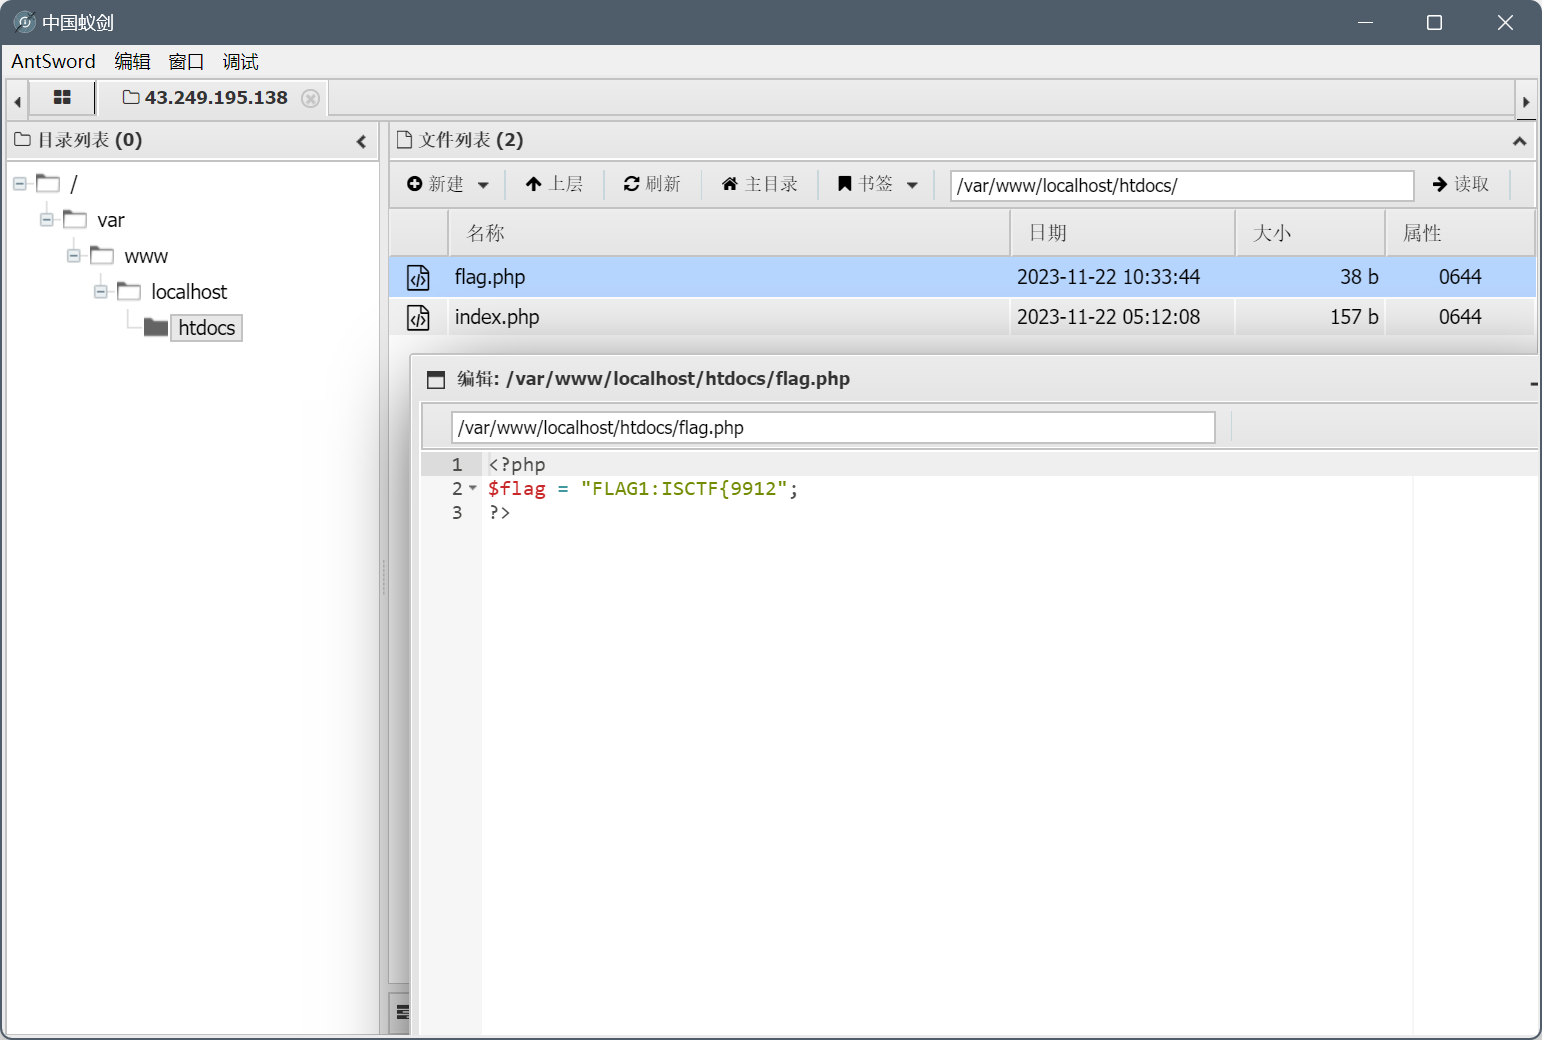 中国蚁剑
AntSword 编辑 窗口 调试
43.249.195.138
目录列表 (0)
/
var
www
localhost
htdocs
文件列表 (2)
新建 上层 刷新 主目录 书签 /var/www/localhost/htdocs/ 读取
名称 日期 大小 属性
flag.php 2023-11-22 10:33:44 38 b 0644
index.php 2023-11-22 05:12:08 157 b 0644
编辑: /var/www/localhost/htdocs/flag.php
/var/www/localhost/htdocs/flag.php
1 <?php
2 $flag = "FLAG1:ISCTF{9912";
3 ?>